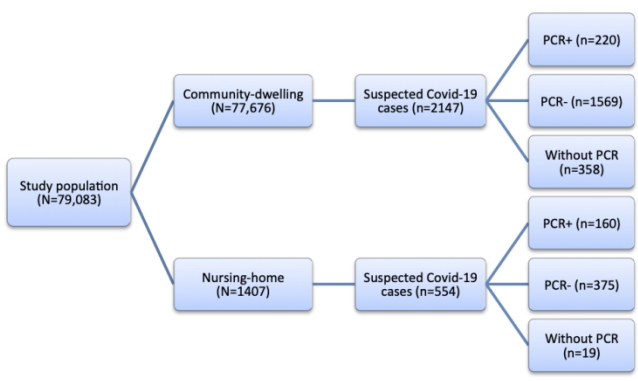 Study population
(N=79,083)
Community-dwelling
(N=77,676)
Suspected Covid-19
cases (n=2147)
PCR+ (n=220)
PCR- (n=1569)
Without PCR
(n=358)
Nursing-home
(N=1407)
Suspected Covid-19
cases (n=554)
PCR+ (n=160)
PCR- (n=375)
Without PCR
(n=19)